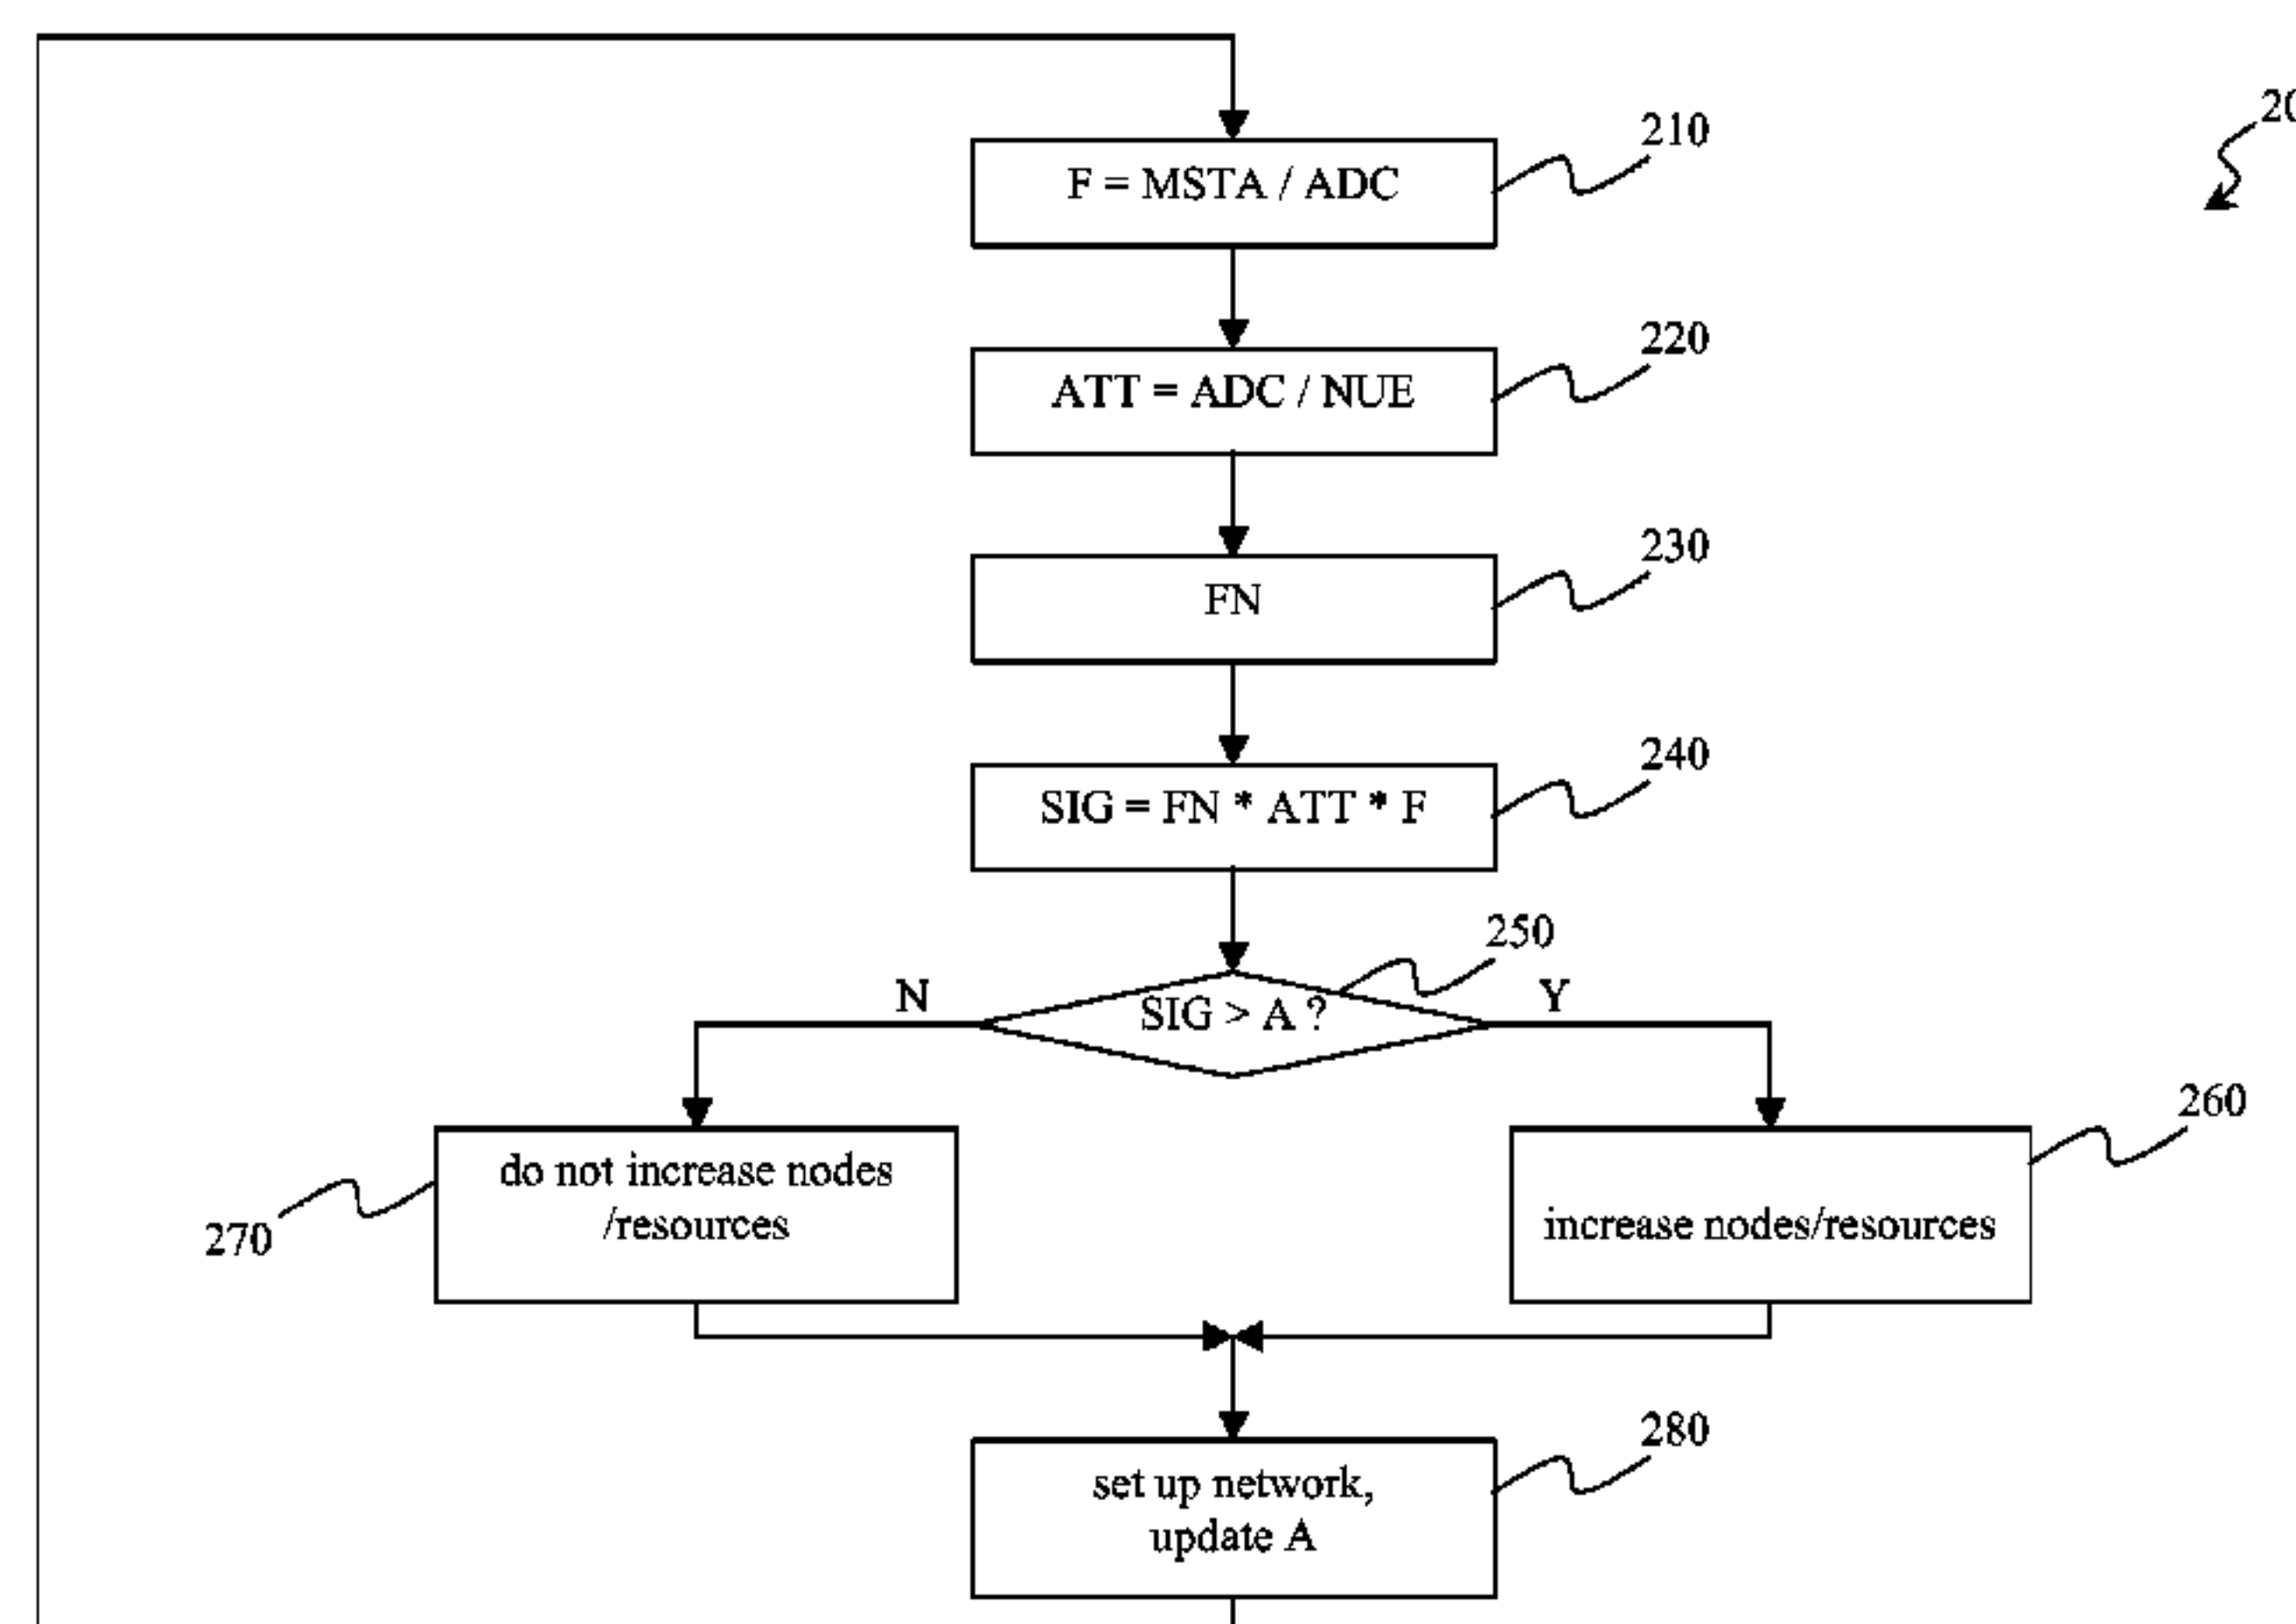 210
F = MSTA / ADC
220
ATT = ADC / NUE
230
FN
240
SIG = FN * ATT * F
250
N
SIG > A ?
Y
260
do not increase nodes
/resources
270
increase nodes/resources
280
set up network,
update A